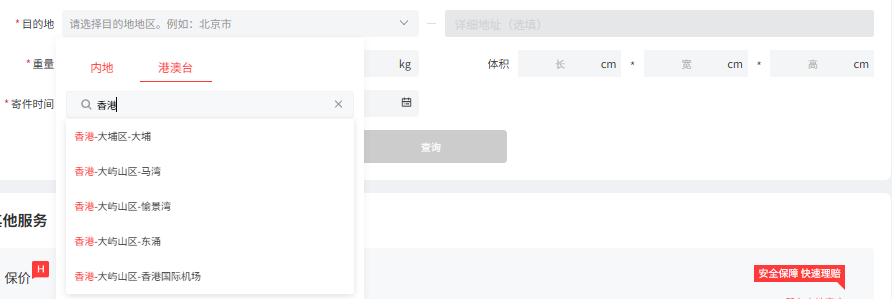 *目的地 请选择目的地地区。例如：北京市 — 详细地址（选填）
*重量 kg 体积 长 cm * 宽 cm * 高 cm
内地 港澳台
*寄件时间 香港
香港-大埔区-大埔
查询
香港-大屿山区-马湾
香港-大屿山区-愉景湾
其他服务
香港-大屿山区-东涌
香港-大屿山区-香港国际机场
保价 H
安全保障 快速理赔